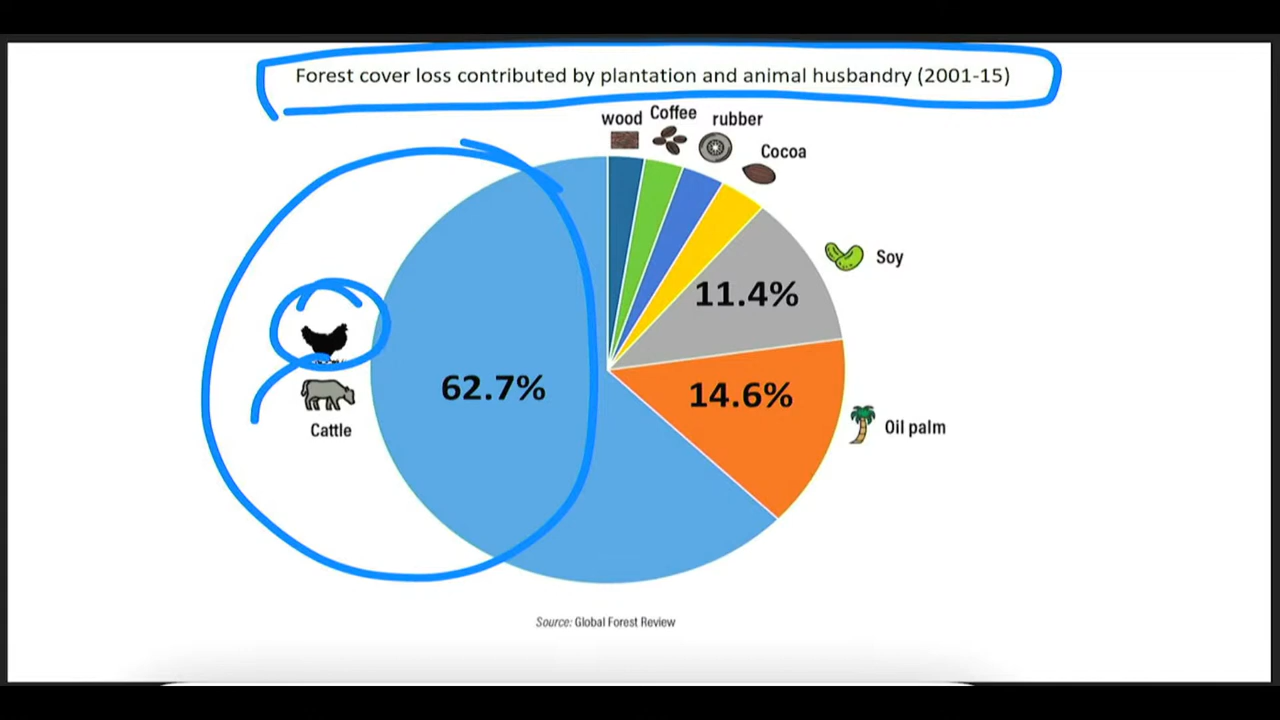 Forest cover loss contributed by plantation and animal husbandry (2001-15)
wood
Coffee
rubber
Cocoa
Soy
11.4%
62.7%
14.6%
Oil palm
Cattle
Source: Global Forest Review